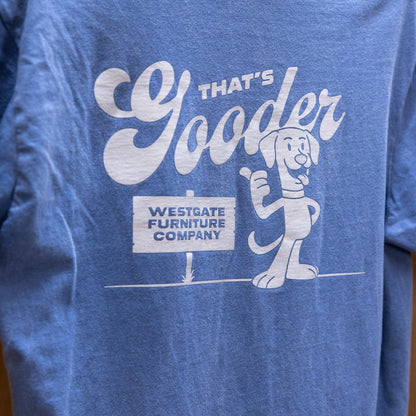 THAT'S
Gooder
WESTGATE
FURNITURE
COMPANY